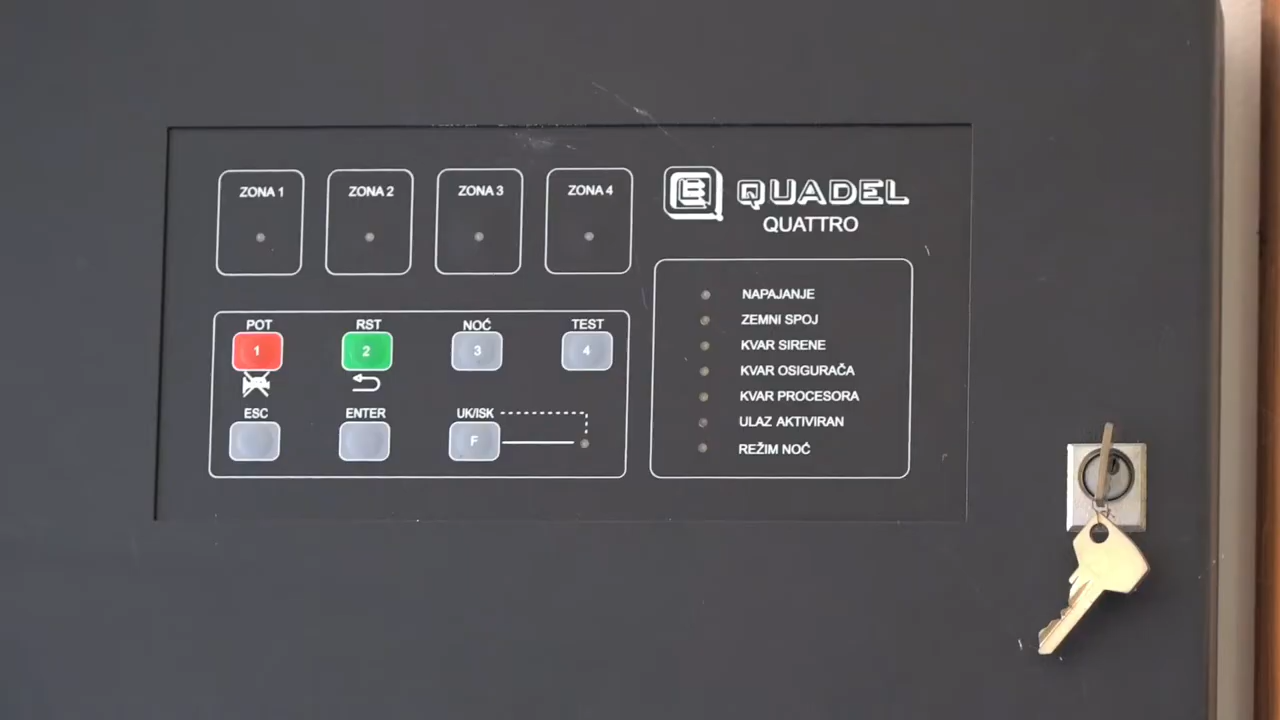 ZONA 1
ZONA 2
ZONA 3
ZONA 4
QUADEL
QUATTRO
NAPAJANJE
ZEMNI SPOJ
KVAR SIRENE
KVAR OSIGURAČA
KVAR PROCESORA
ULAZ AKTIVIRAN
REŽIM NOĆ
POT
RST
NOĆ
TEST
1
2
3
4
ESC
ENTER
UK/ISK
F